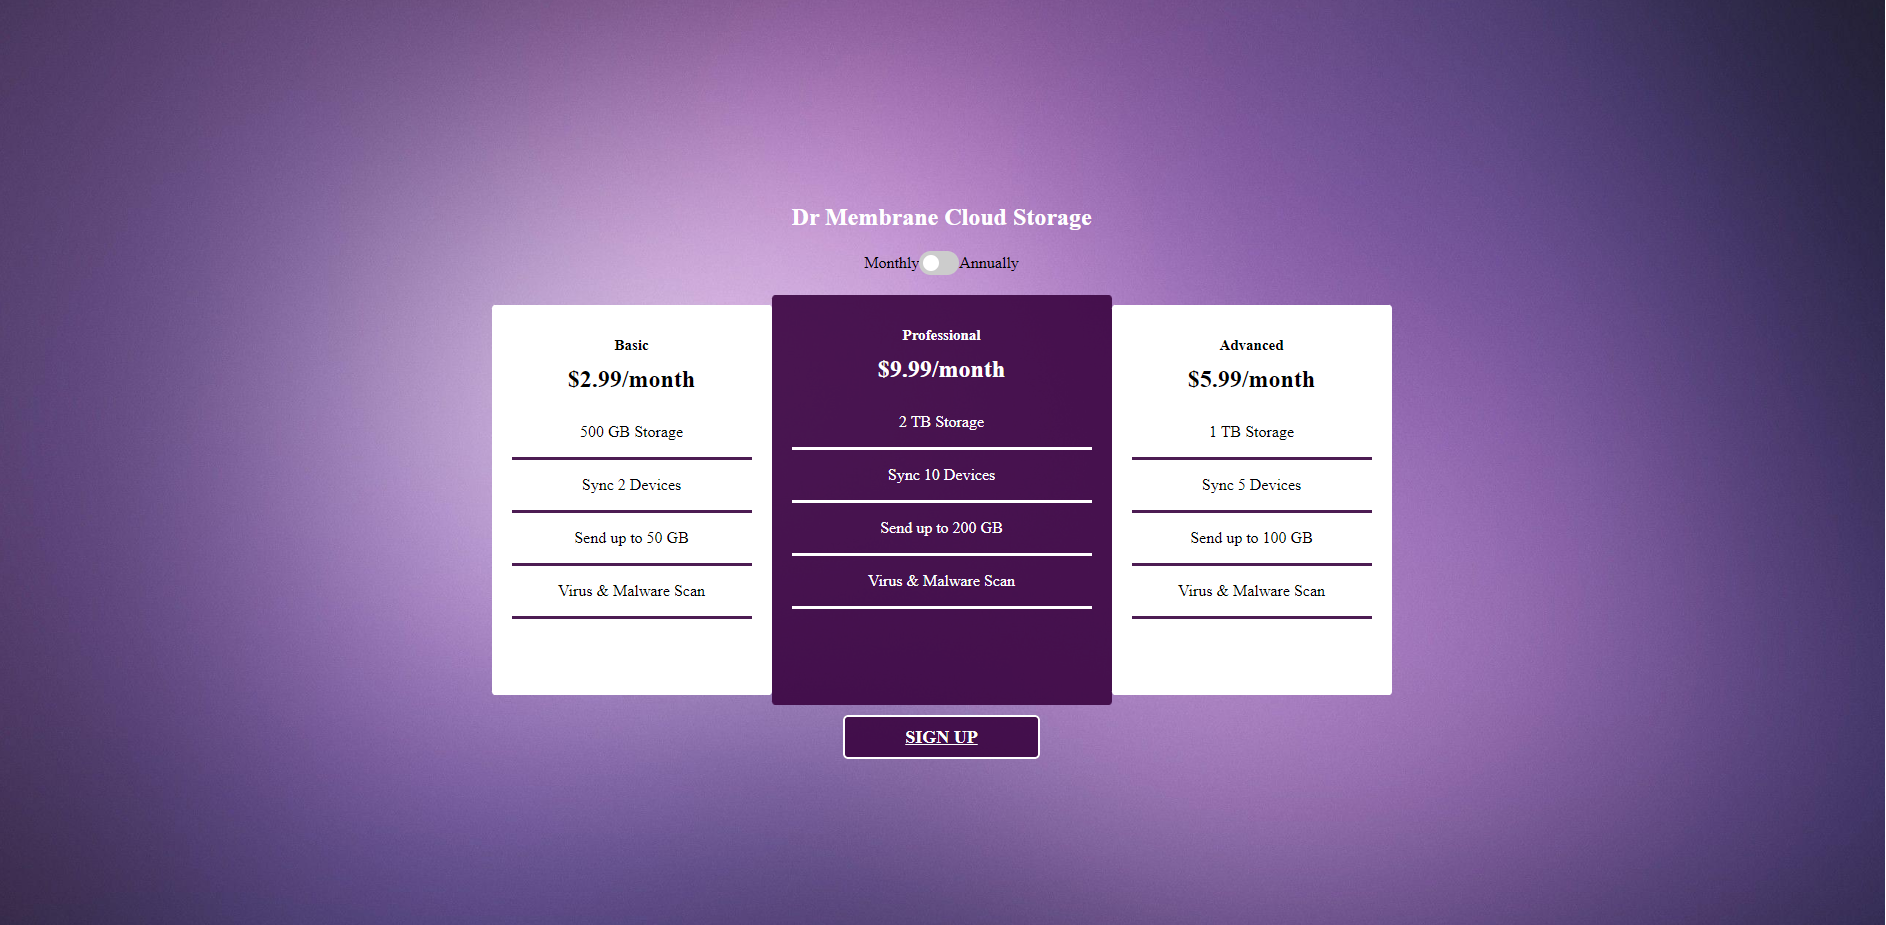 Dr Membrane Cloud Storage
Monthly Annually
Basic
$2.99/month
500 GB Storage
Sync 2 Devices
Send up to 50 GB
Virus & Malware Scan
Professional
$9.99/month
2 TB Storage
Sync 10 Devices
Send up to 200 GB
Virus & Malware Scan
Advanced
$5.99/month
1 TB Storage
Sync 5 Devices
Send up to 100 GB
Virus & Malware Scan
SIGN UP